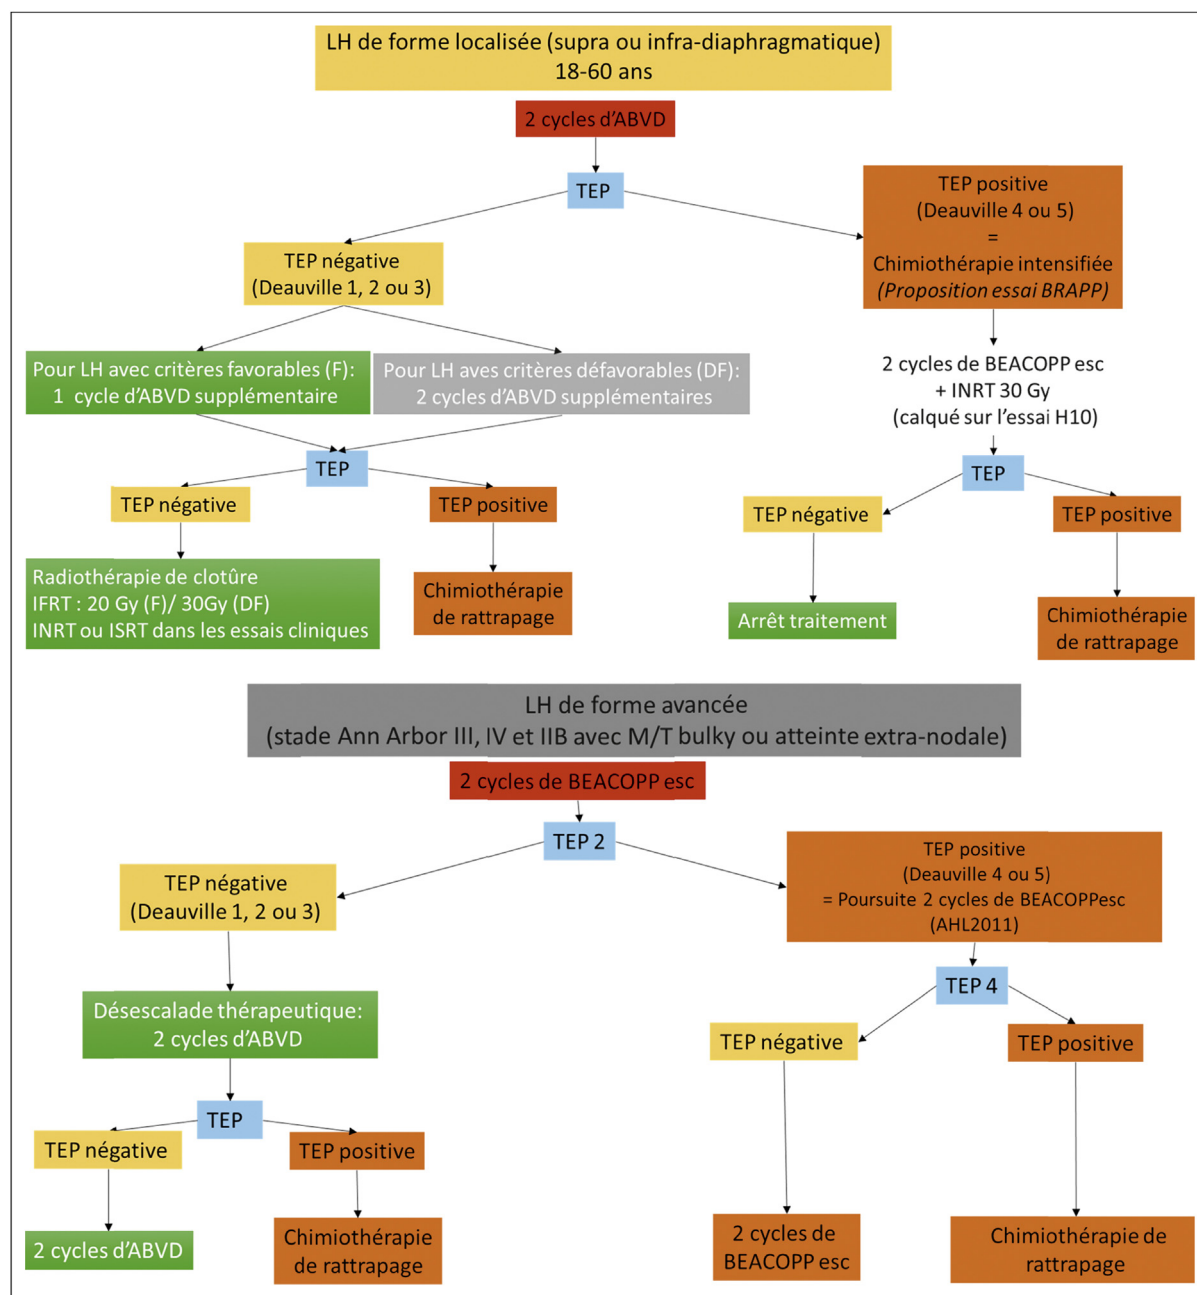 LH de forme localisée (supra ou infra-diaphragmatique)
18-60 ans
2 cycles d'ABVD
TEP
TEP négative
(Deauville 1, 2 ou 3)
TEP positive
(Deauville 4 ou 5)
=
Chimiothérapie intensifiée
(Proposition essai BRAPP)
Pour LH avec critères favorables (F):
1 cycle d'ABVD supplémentaire
Pour LH aves critères défavorables (DF):
2 cycles d'ABVD supplémentaires
2 cycles de BEACOPP esc
+ INRT 30 Gy
(calqué sur l'essai H10)
TEP
TEP négative
TEP positive
Radiothérapie de clotûre
IFRT : 20 Gy (F)/ 30Gy (DF)
INRT ou ISRT dans les essais cliniques
Chimiothérapie
de rattrapage
TEP
TEP négative
TEP positive
Arrêt traitement
Chimiothérapie
de rattrapage
LH de forme avancée
(stade Ann Arbor III, IV et IIB avec M/T bulky ou atteinte extra-nodale)
2 cycles de BEACOPP esc
TEP 2
TEP négative
(Deauville 1, 2 ou 3)
TEP positive
(Deauville 4 ou 5)
= Poursuite 2 cycles de BEACOPPesc
(AHL2011)
Désescalade thérapeutique:
2 cycles d'ABVD
TEP
TEP négative
TEP positive
2 cycles d'ABVD
Chimiothérapie
de rattrapage
TEP 4
TEP négative
TEP positive
2 cycles de
BEACOPP esc
Chimiothérapie de
rattrapage